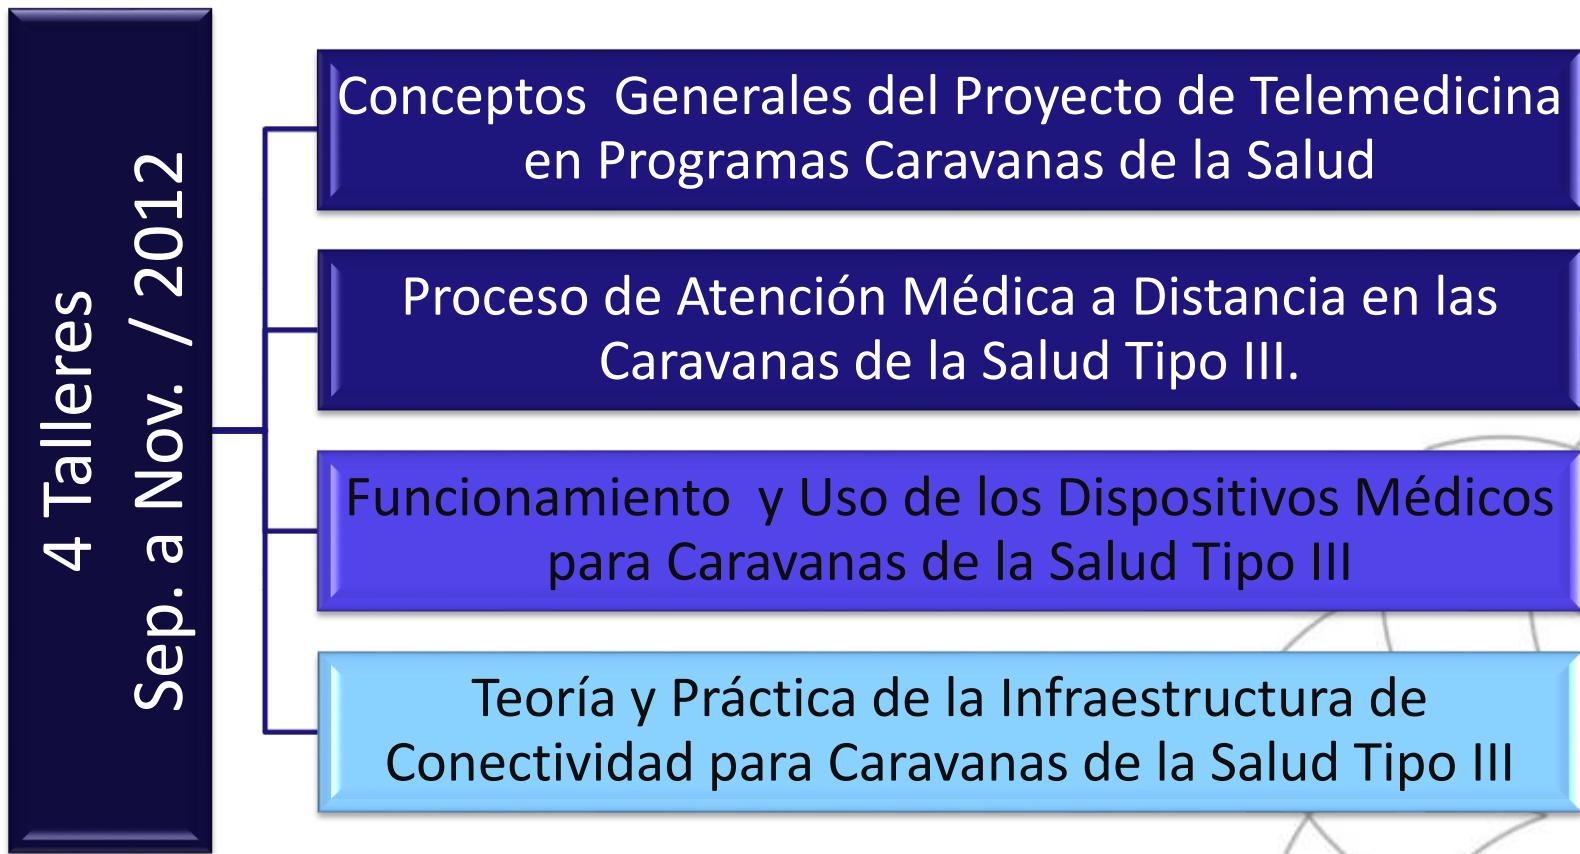 4 Talleres
Sep. a Nov. / 2012
Conceptos Generales del Proyecto de Telemedicina
en Programas Caravanas de la Salud
Proceso de Atención Médica a Distancia en las
Caravanas de la Salud Tipo III.
Funcionamiento y Uso de los Dispositivos Médicos
para Caravanas de la Salud Tipo III
Teoría y Práctica de la Infraestructura de
Conectividad para Caravanas de la Salud Tipo III